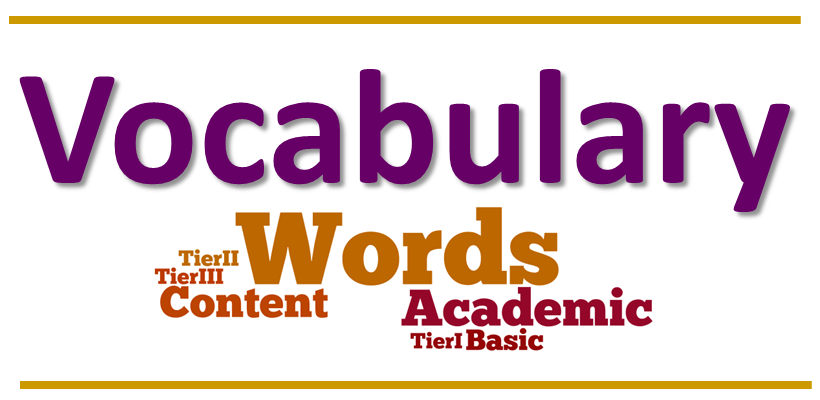 Vocabulary
Words
TierII
TierIII
Content
Academic
TierI Basic